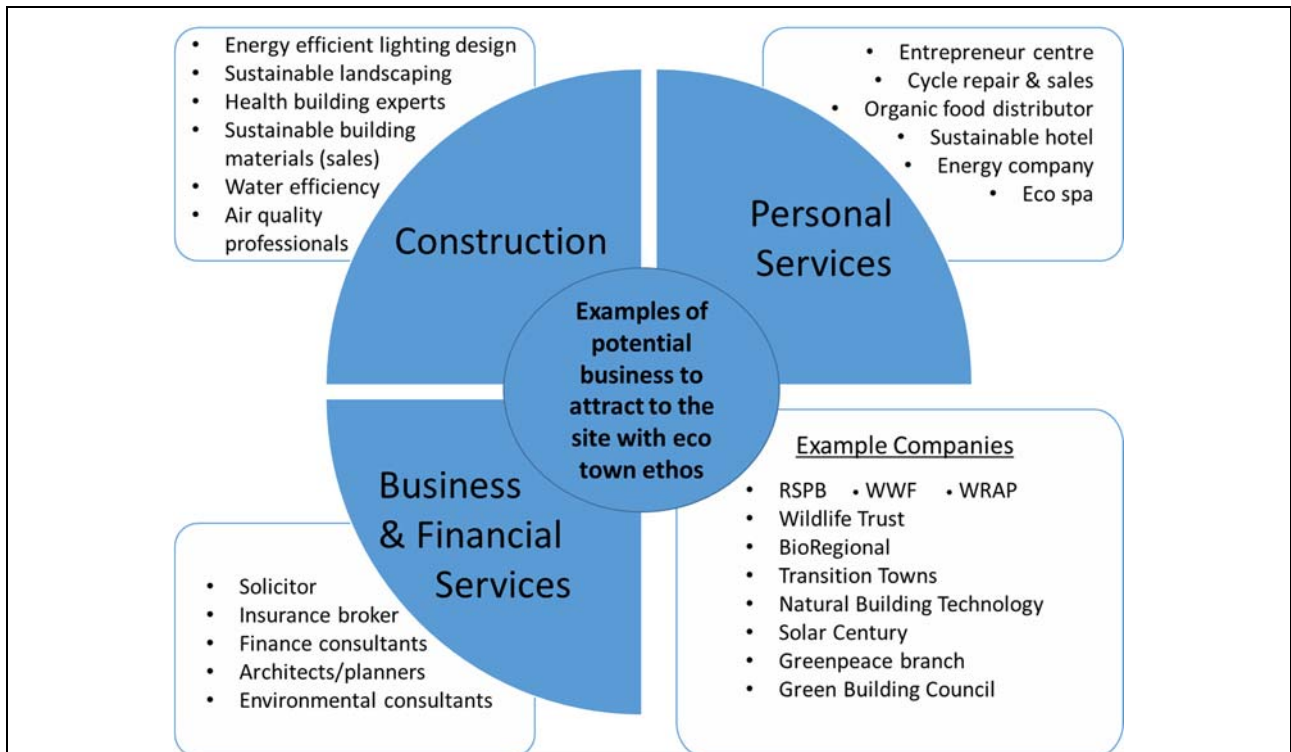 • Energy efficient lighting design
• Sustainable landscaping
• Health building experts
• Sustainable building
materials (sales)
• Water efficiency
• Air quality
professionals
Construction
• Entrepreneur centre
• Cycle repair & sales
• Organic food distributor
• Sustainable hotel
• Energy company
• Eco spa
Personal
Services
Examples of
potential
business to
attract to the
site with eco
town ethos
Business
& Financial
Services
• Solicitor
• Insurance broker
• Finance consultants
• Architects/planners
• Environmental consultants
Example Companies
• RSPB • WWF • WRAP
• Wildlife Trust
• BioRegional
• Transition Towns
• Natural Building Technology
• Solar Century
• Greenpeace branch
• Green Building Council